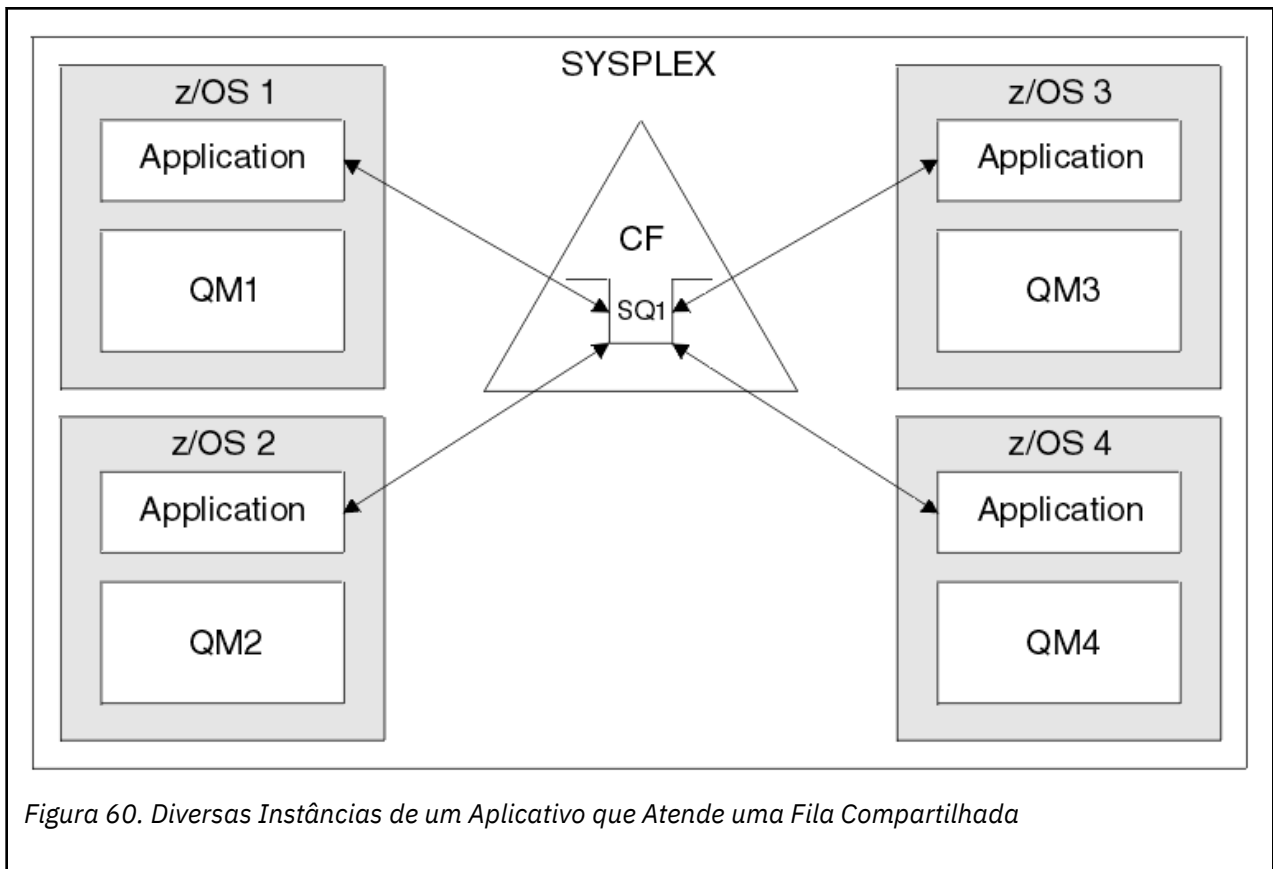 SYSPLEX
z/OS 1
Application
QM1
z/OS 2
Application
QM2
CF
SQ1
z/OS 3
Application
QM3
z/OS 4
Application
QM4
Figura 60. Diversas Instâncias de um Aplicativo que Atende uma Fila Compartilhada